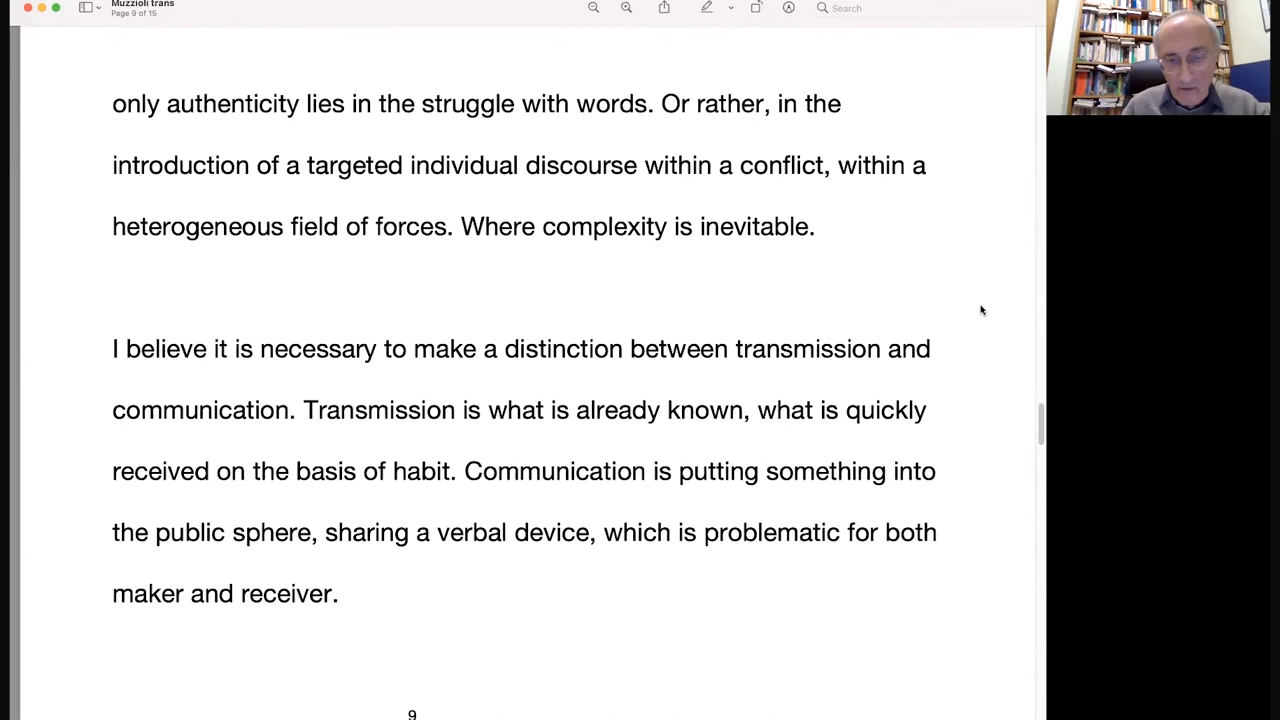 Muzzioli trans
Page 9 of 15
Search
only authenticity lies in the struggle with words. Or rather, in the
introduction of a targeted individual discourse within a conflict, within a
heterogeneous field of forces. Where complexity is inevitable.
I believe it is necessary to make a distinction between transmission and
communication. Transmission is what is already known, what is quickly
received on the basis of habit. Communication is putting something into
the public sphere, sharing a verbal device, which is problematic for both
maker and receiver.
9